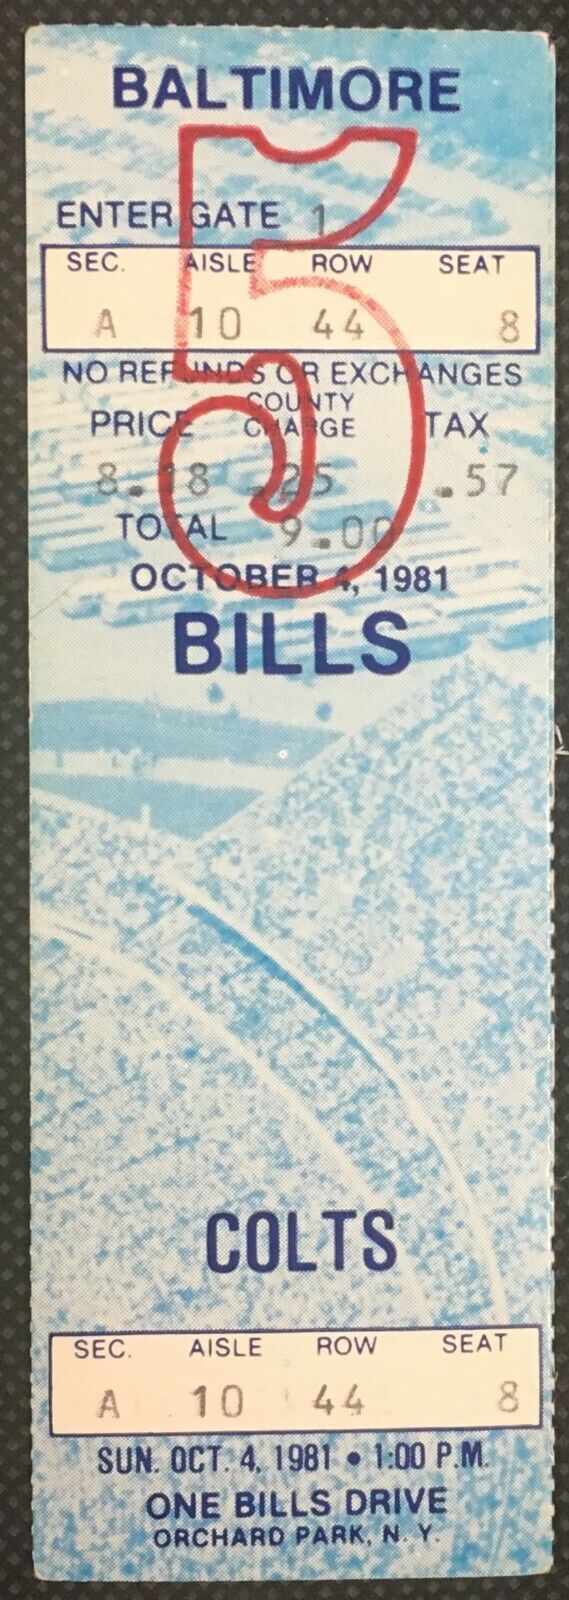 BALTIMORE
5
ENTER GATE 1
SEC. AISLE ROW SEAT
A 10 44 8
NO REFUNDS OR EXCHANGES
PRICE COUNTY CHARGE TAX
8.18 .25 .57
TOTAL 9.00
OCTOBER 4, 1981
BILLS
COLTS
SEC. AISLE ROW SEAT
A 10 44 8
SUN. OCT. 4, 1981 • 1:00 P.M.
ONE BILLS DRIVE
ORCHARD PARK, N.Y.